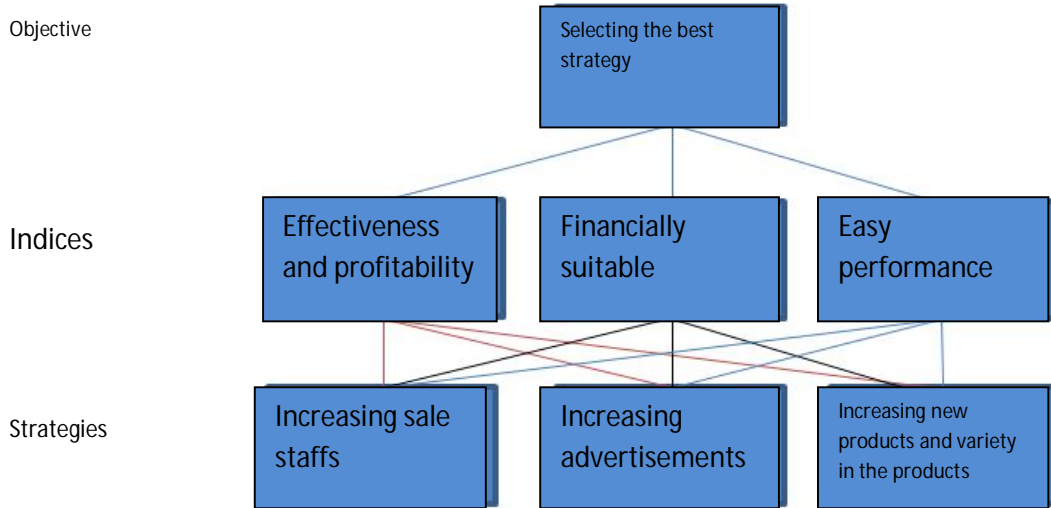 Objective
Selecting the best
strategy
Indices
Effectiveness
and profitability
Financially
suitable
Easy
performance
Strategies
Increasing sale
staffs
Increasing
advertisements
Increasing new
products and variety
in the products